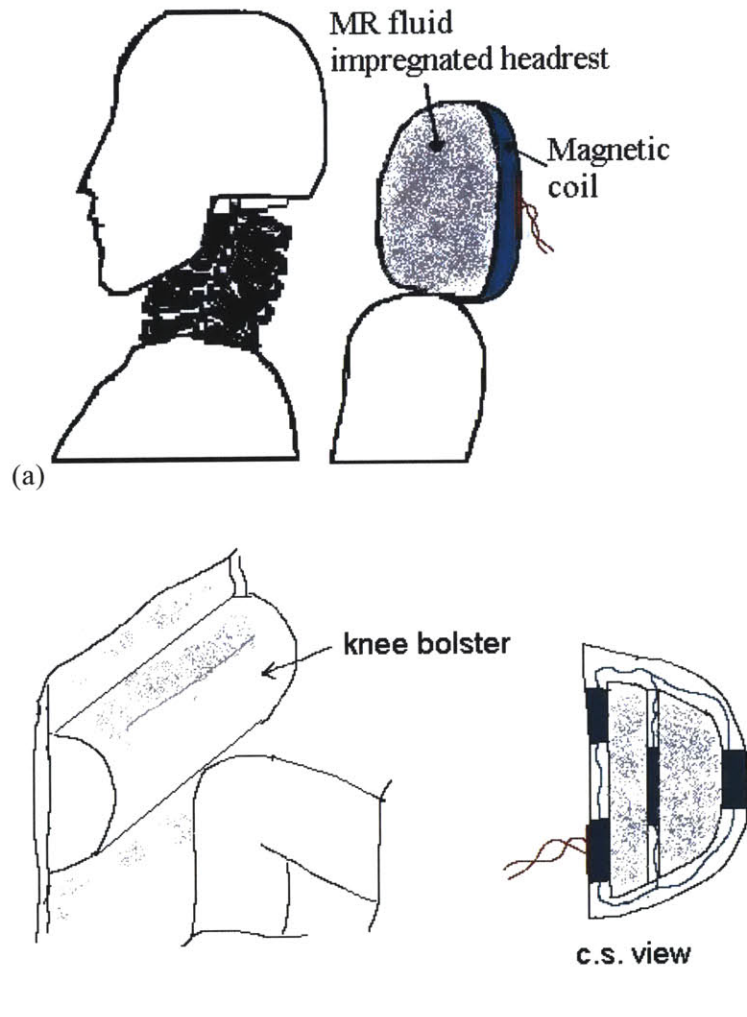 MR fluid
impregnated headrest
Magnetic
coil
(a)
knee bolster
c.s. view